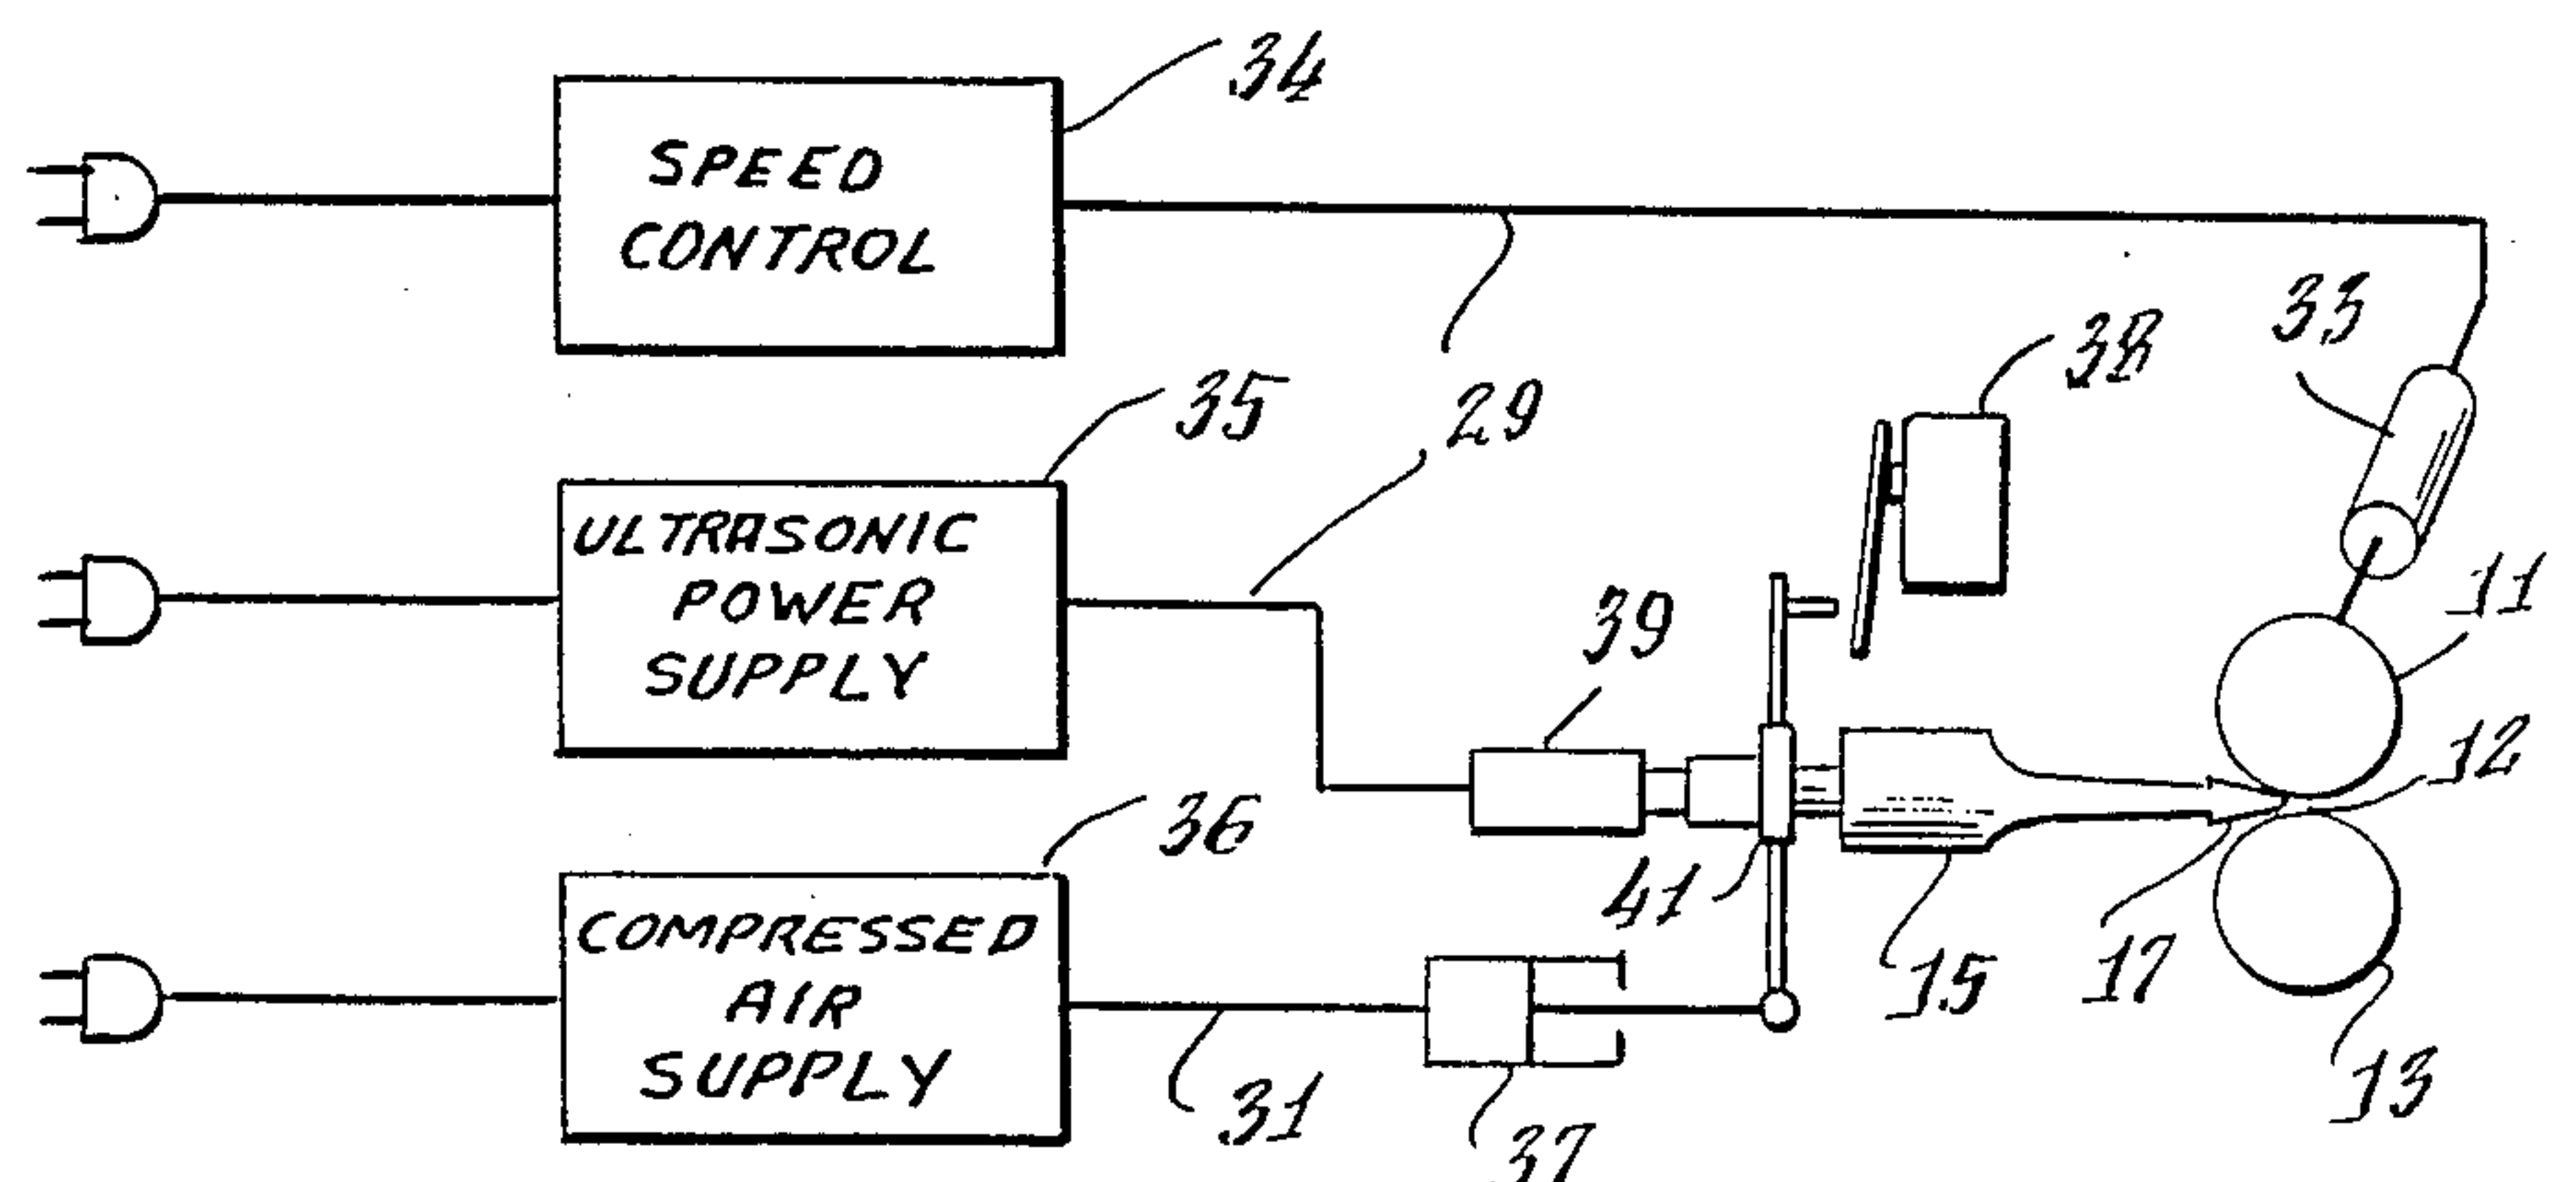 34
SPEED
CONTROL
33
38
35
29
ULTRASONIC
POWER
SUPPLY
11
39
12
36
41
COMPRESSED
AIR
SUPPLY
15
17
31
13
37